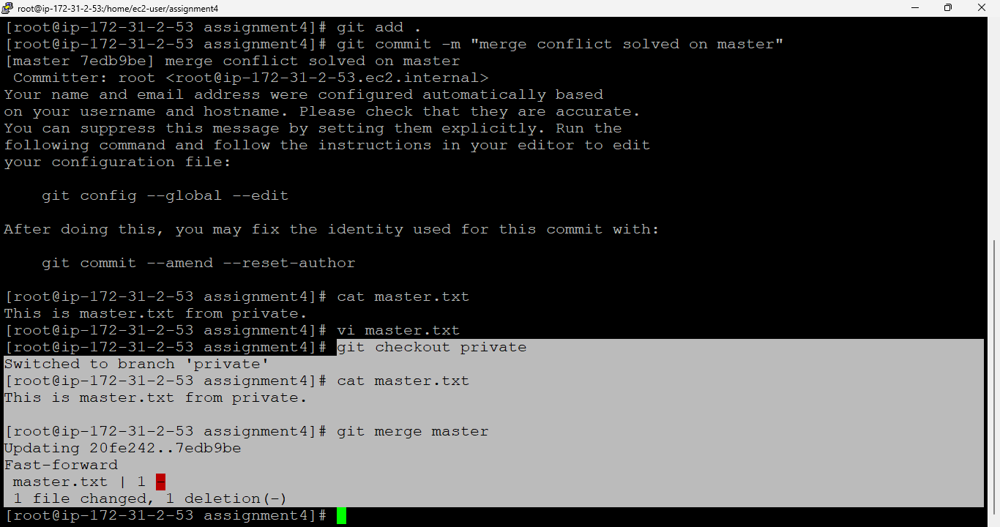 root@ip-172-31-2-53:/home/ec2-user/assignment4
[root@ip-172-31-2-53 assignment4]# git add .
[root@ip-172-31-2-53 assignment4]# git commit -m "merge conflict solved on master"
[master 7edb9be] merge conflict solved on master
 Committer: root <root@ip-172-31-2-53.ec2.internal>
Your name and email address were configured automatically based
on your username and hostname. Please check that they are accurate.
You can suppress this message by setting them explicitly. Run the
following command and follow the instructions in your editor to edit
your configuration file:
    git config --global --edit
After doing this, you may fix the identity used for this commit with:
    git commit --amend --reset-author
[root@ip-172-31-2-53 assignment4]# cat master.txt
This is master.txt from private.
[root@ip-172-31-2-53 assignment4]# vi master.txt
[root@ip-172-31-2-53 assignment4]# git checkout private
Switched to branch 'private'
[root@ip-172-31-2-53 assignment4]# cat master.txt
This is master.txt from private.
[root@ip-172-31-2-53 assignment4]# git merge master
Updating 20fe242..7edb9be
Fast-forward
 master.txt | 1 -
 1 file changed, 1 deletion(-)
[root@ip-172-31-2-53 assignment4]#